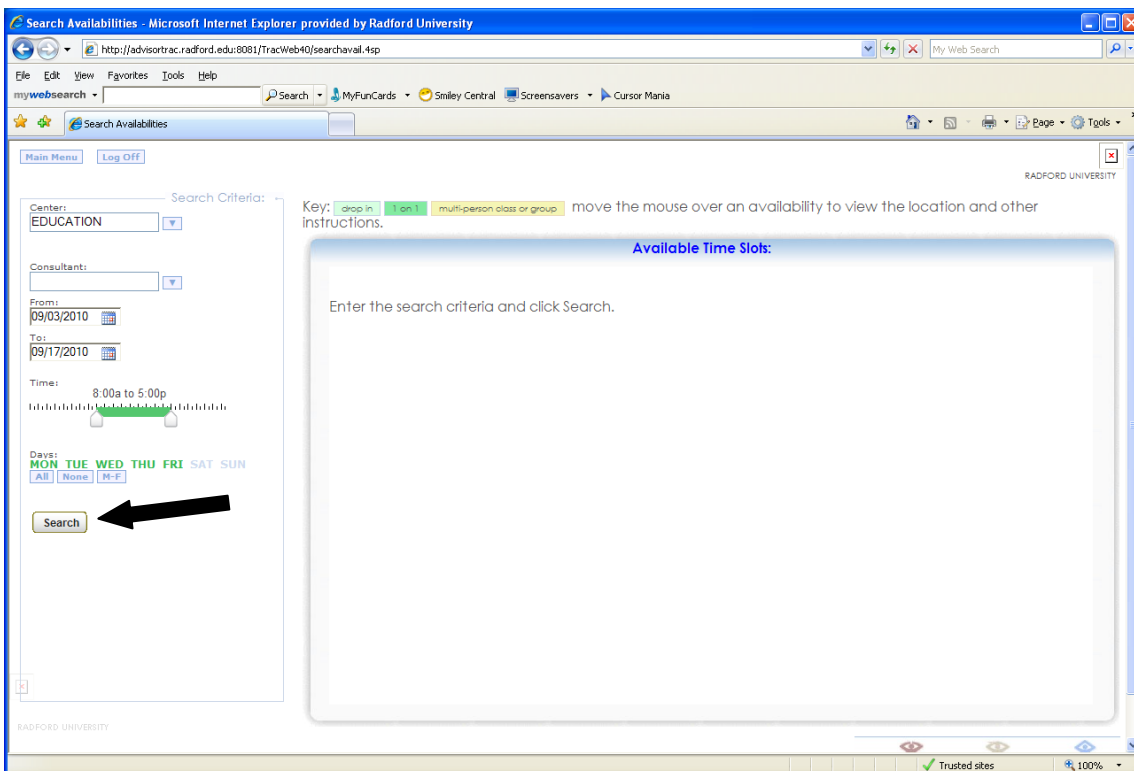 Search Availabilities - Microsoft Internet Explorer provided by Radford University
http://advisortrac.radford.edu:8081/TracWeb40/searchavail.4sp
My Web Search
File Edit View Favorites Tools Help
mywebsearch Search MyFunCards Smiley Central Screensavers Cursor Mania
Search Availabilities Page Tools
Main Menu Log Off
RADFORD UNIVERSITY
Search Criteria:
Center:
EDUCATION
Consultant:
From:
09/03/2010
To:
09/17/2010
Time:
8:00a to 5:00p
Days:
MON TUE WED THU FRI SAT SUN
All None M-F
Search
Key: drop in 1 on 1 multi-person class or group move the mouse over an availability to view the location and other
instructions.
Available Time Slots:
Enter the search criteria and click Search.
RADFORD UNIVERSITY
Trusted sites 100%